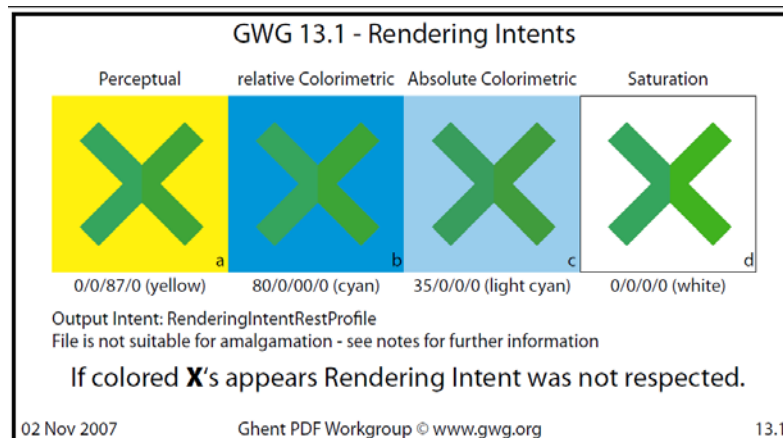 GWG 13.1 - Rendering Intents
Perceptual relative Colorimetric Absolute Colorimetric Saturation
a b c d
0/0/87/0 (yellow) 80/0/00/0 (cyan) 35/0/0/0 (light cyan) 0/0/0/0 (white)
Output Intent: RenderingIntentRestProfile
File is not suitable for amalgamation - see notes for further information
If colored X‘s appears Rendering Intent was not respected.
02 Nov 2007 Ghent PDF Workgroup © www.gwg.org 13.1